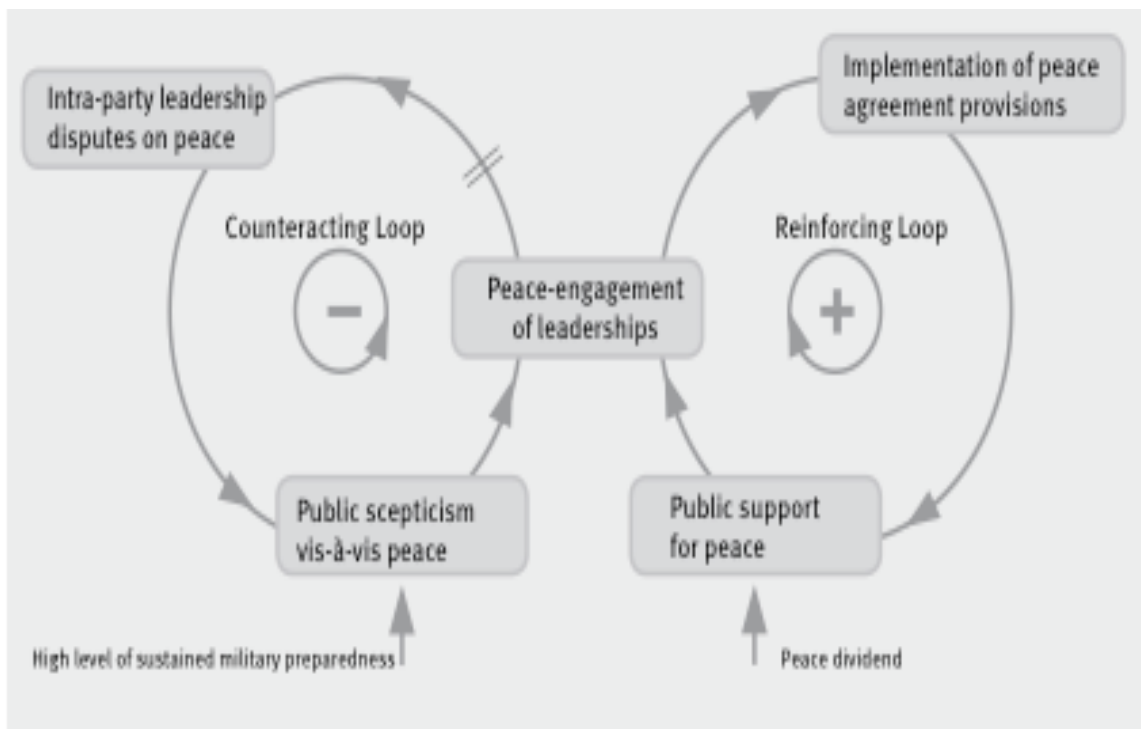 Intra-party leadership
disputes on peace
Implementation of peace
agreement provisions
Counteracting Loop
Reinforcing Loop
−
+
Peace-engagement
of leaderships
Public scepticism
vis-à-vis peace
Public support
for peace
High level of sustained military preparedness
Peace dividend